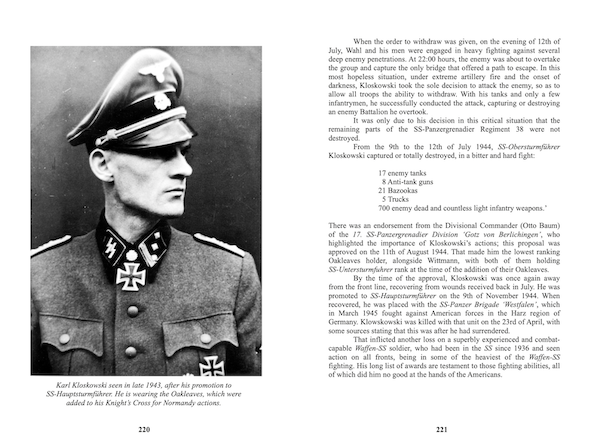 Karl Kloskowski seen in late 1943, after his promotion to
SS-Hauptsturmführer. He is wearing the Oakleaves, which were
added to his Knight's Cross for Normandy actions.
220
When the order to withdraw was given, on the evening of 12th of
July, Wahl and his men were engaged in heavy fighting against several
deep enemy penetrations. At 22:00 hours, the enemy was about to overtake
the group and capture the only bridge that offered a path to escape. In this
most hopeless situation, under extreme artillery fire and the onset of
darkness, Kloskowski took the sole decision to attack the enemy, so as to
allow all troops the ability to withdraw. With his tanks and only a few
infantrymen, he successfully conducted the attack, capturing or destroying
an enemy Battalion he overtook.
It was only due to his decision in this critical situation that the
remaining parts of the SS-Panzergrenadier Regiment 38 were not
destroyed.
From the 9th to the 12th of July 1944, SS-Obersturmführer
Kloskowski captured or totally destroyed, in a bitter and hard fight:
17 enemy tanks
8 Anti-tank guns
21 Bazookas
5 Trucks
700 enemy dead and countless light infantry weapons.'
There was an endorsement from the Divisional Commander (Otto Baum)
of the 17. SS-Panzergrenadier Division 'Gotz von Berlichingen', who
highlighted the importance of Kloskowski's actions; this proposal was
approved on the 11th of August 1944. That made him the lowest ranking
Oakleaves holder, alongside Wittmann, with both of them holding
SS-Untersturmfuhrer rank at the time of the addition of their Oakleaves.
By the time of the approval, Kloskowski was once again away
from the front line, recovering from wounds received back in July. He was
promoted to SS-Hauptsturmführer on the 9th of November 1944. When
recovered, he was placed with the SS-Panzer Brigade 'Westfalen', which
in March 1945 fought against American forces in the Harz region of
Germany. Klowskowski was killed with that unit on the 23rd of April, with
some sources stating that this was after he had surrendered.
That inflicted another loss on a superbly experienced and combat-
capable Waffen-SS soldier, who had been in the SS since 1936 and seen
action on all fronts, being in some of the heaviest of the Waffen-SS
fighting. His long list of awards are testament to those fighting abilities, all
of which did him no good at the hands of the Americans.
221